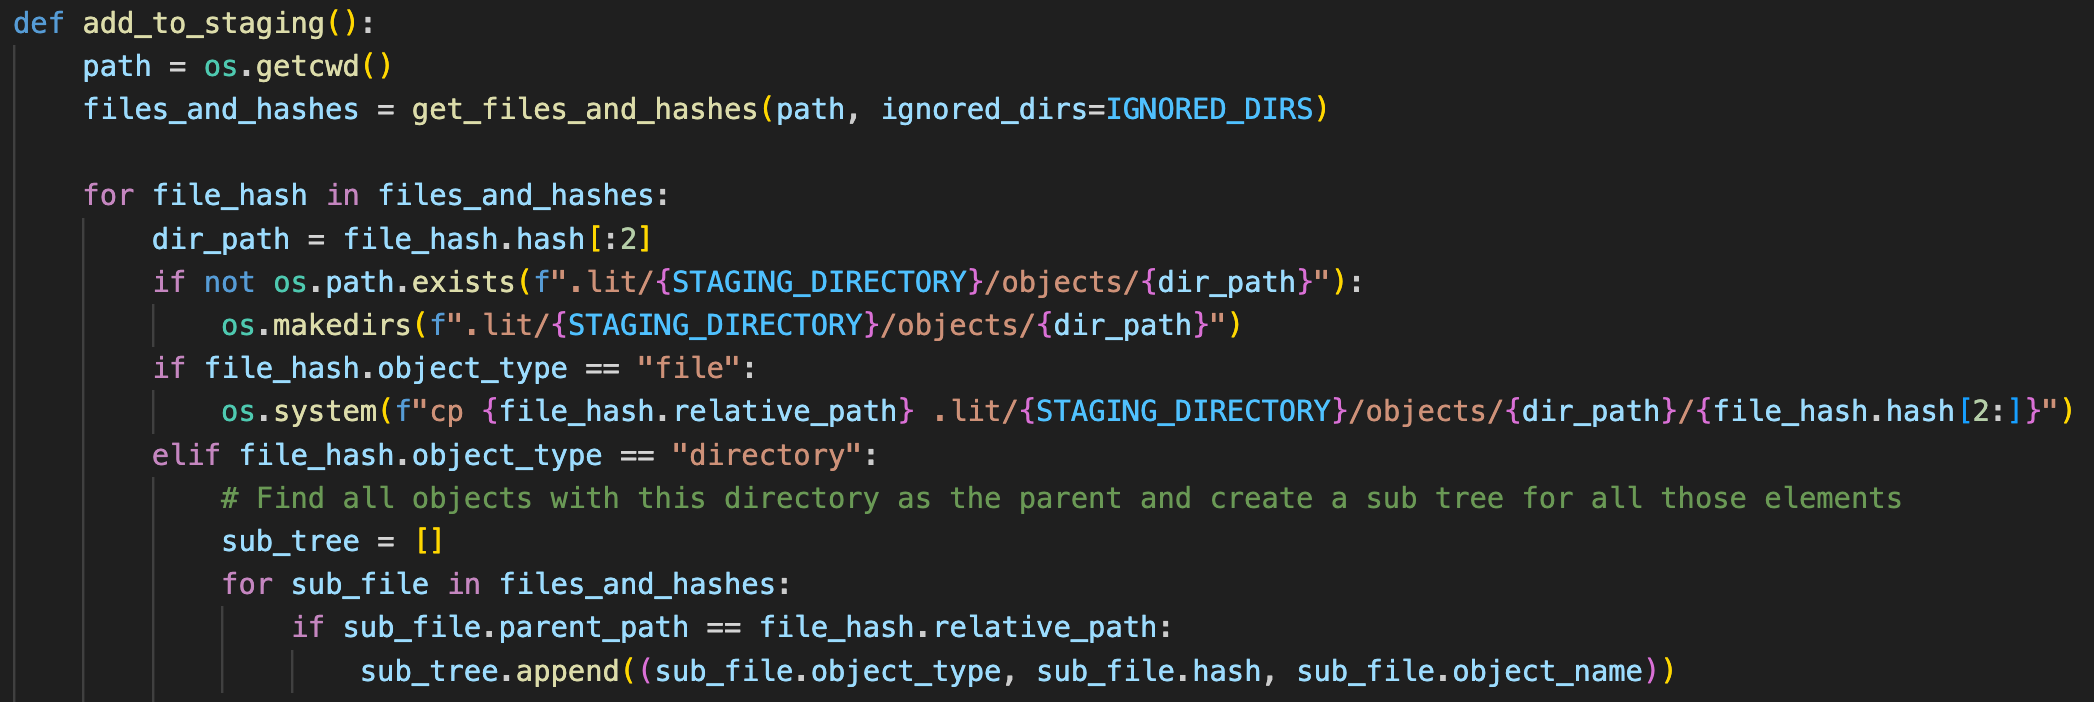 def add_to_staging():
    path = os.getcwd()
    files_and_hashes = get_files_and_hashes(path, ignored_dirs=IGNORED_DIRS)

    for file_hash in files_and_hashes:
        dir_path = file_hash.hash[:2]
        if not os.path.exists(f".lit/{STAGING_DIRECTORY}/objects/{dir_path}"):
            os.makedirs(f".lit/{STAGING_DIRECTORY}/objects/{dir_path}")
        if file_hash.object_type == "file":
            os.system(f"cp {file_hash.relative_path} .lit/{STAGING_DIRECTORY}/objects/{dir_path}/{file_hash.hash[2:]}")
        elif file_hash.object_type == "directory":
            # Find all objects with this directory as the parent and create a sub tree for all those elements
            sub_tree = []
            for sub_file in files_and_hashes:
                if sub_file.parent_path == file_hash.relative_path:
                    sub_tree.append((sub_file.object_type, sub_file.hash, sub_file.object_name))